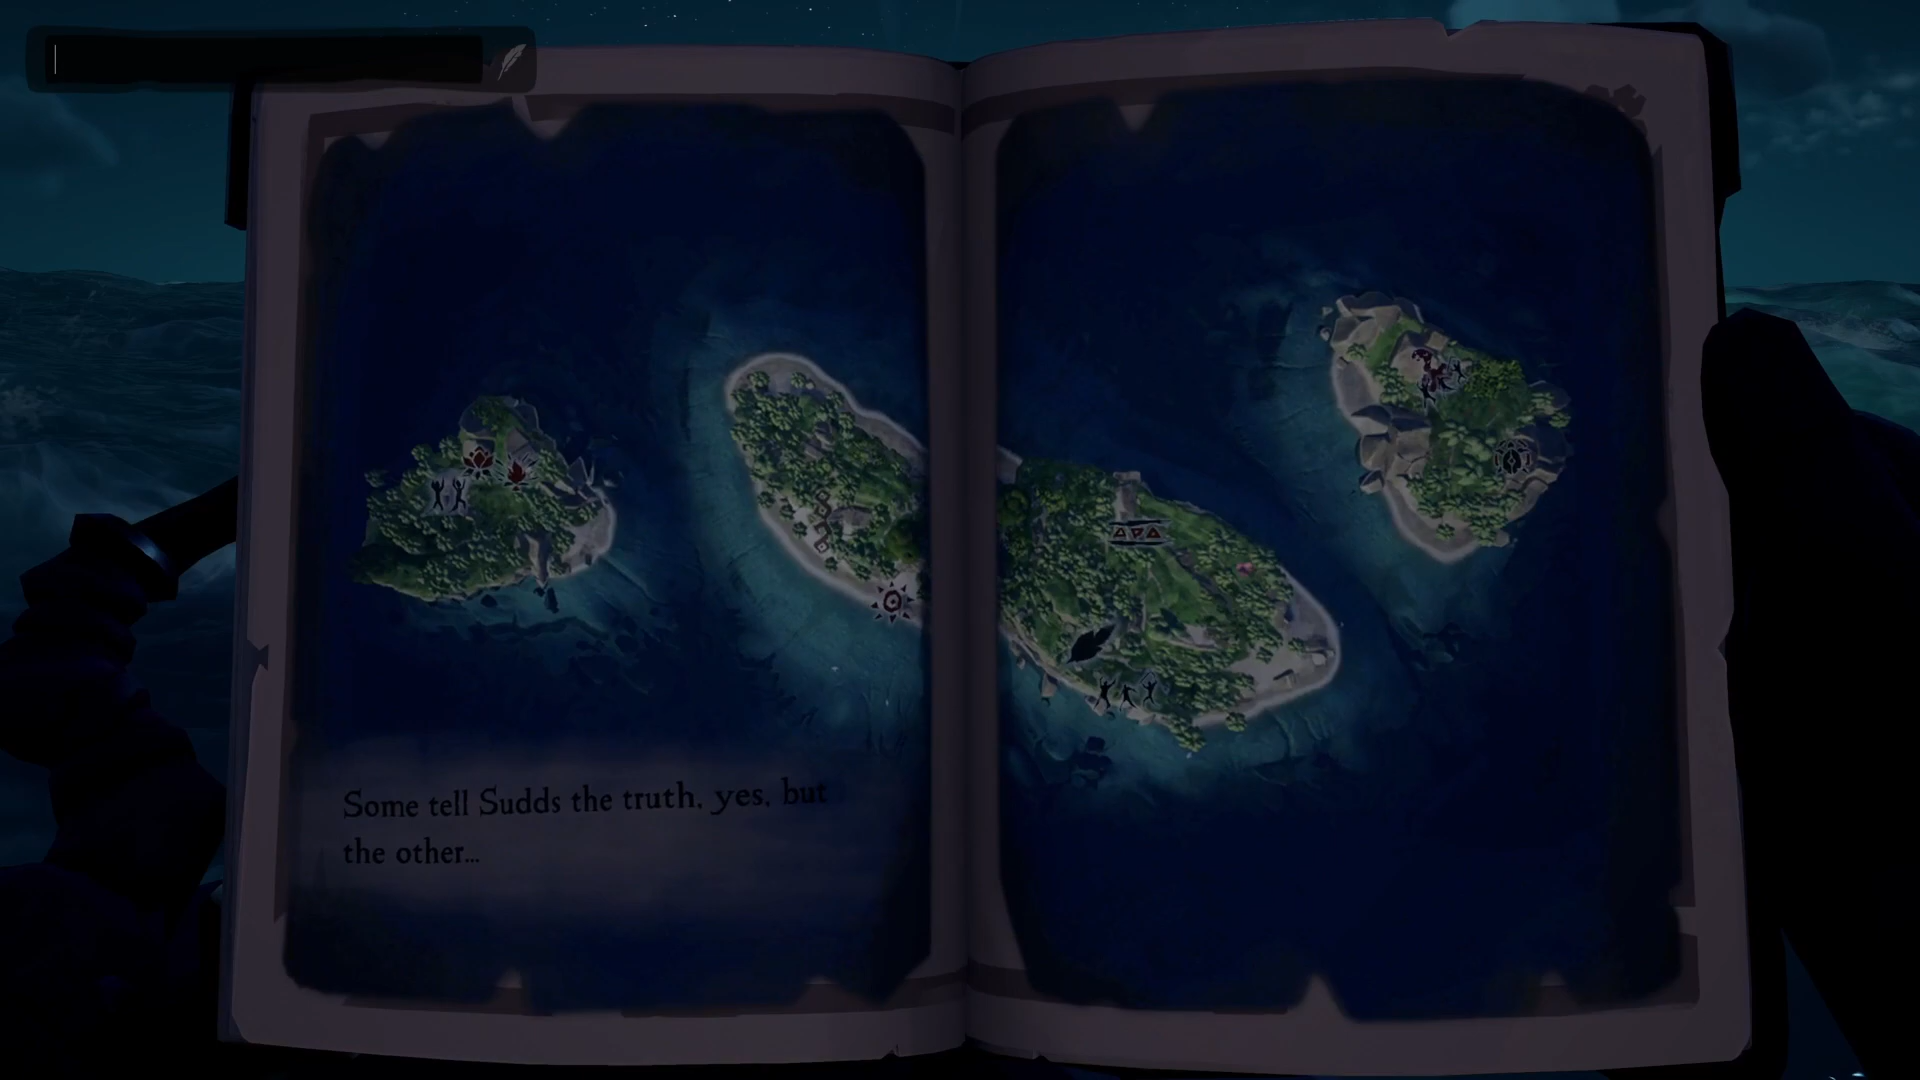 Some tell Sudds the truth, yes, but
the other...